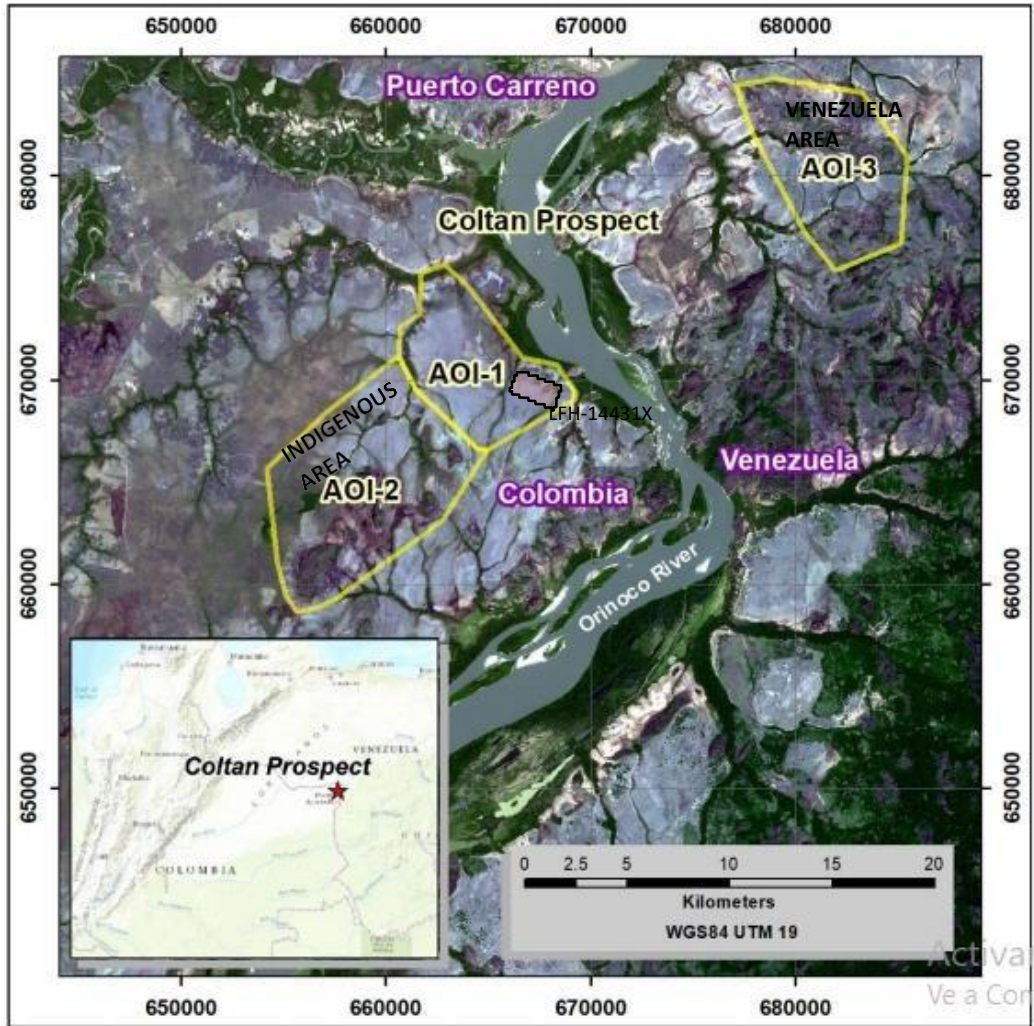 650000 660000 670000 680000
Puerto Carreno
VENEZUELA
AREA
AOI-3
680000 680000
Coltan Prospect
670000 670000
AOI-1
LFH-14431X
INDIGENOUS
AREA
AOI-2
Venezuela
Colombia
660000 660000
Orinoco River
650000 650000
VENEZUELA
Coltan Prospect
COLOMBIA
0 2.5 5 10 15 20
Kilometers
WGS84 UTM 19
Activa
Ve a Con
650000 660000 670000 680000